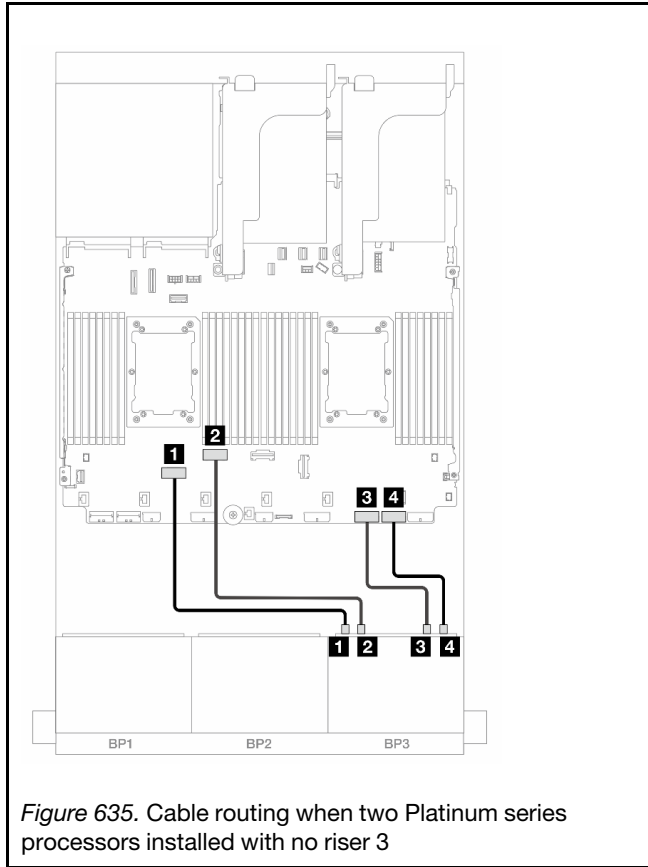 1
2
3 4
1 2 3 4
BP1 BP2 BP3
Figure 635. Cable routing when two Platinum series
processors installed with no riser 3